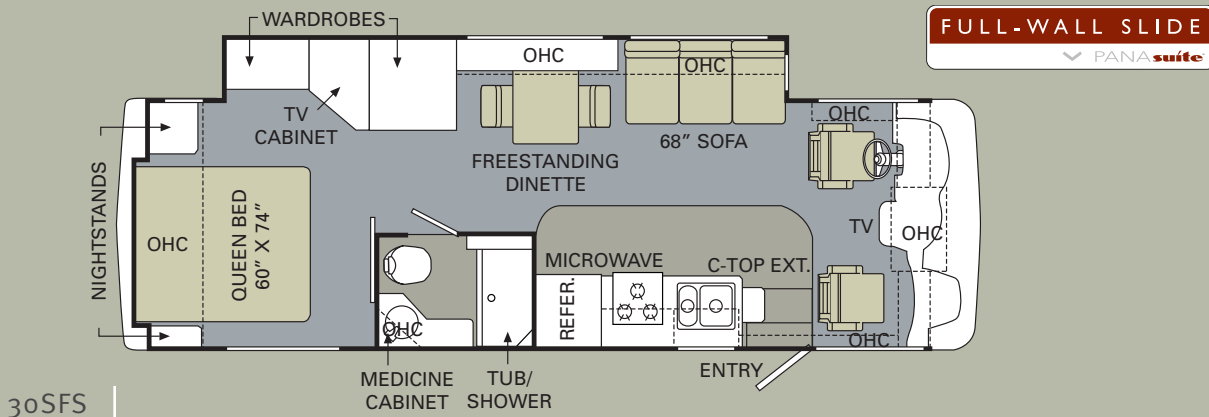 WARDROBES
FULL-WALL SLIDE
PANAsuite
OHC
OHC
TV
CABINET
OHC
68” SOFA
FREESTANDING
DINETTE
NIGHTSTANDS
OHC
QUEEN BED
60” X 74”
TV
OHC
MICROWAVE
C-TOP EXT.
REFER.
OHC
OHC
ENTRY
MEDICINE
CABINET
TUB/
SHOWER
30SFS